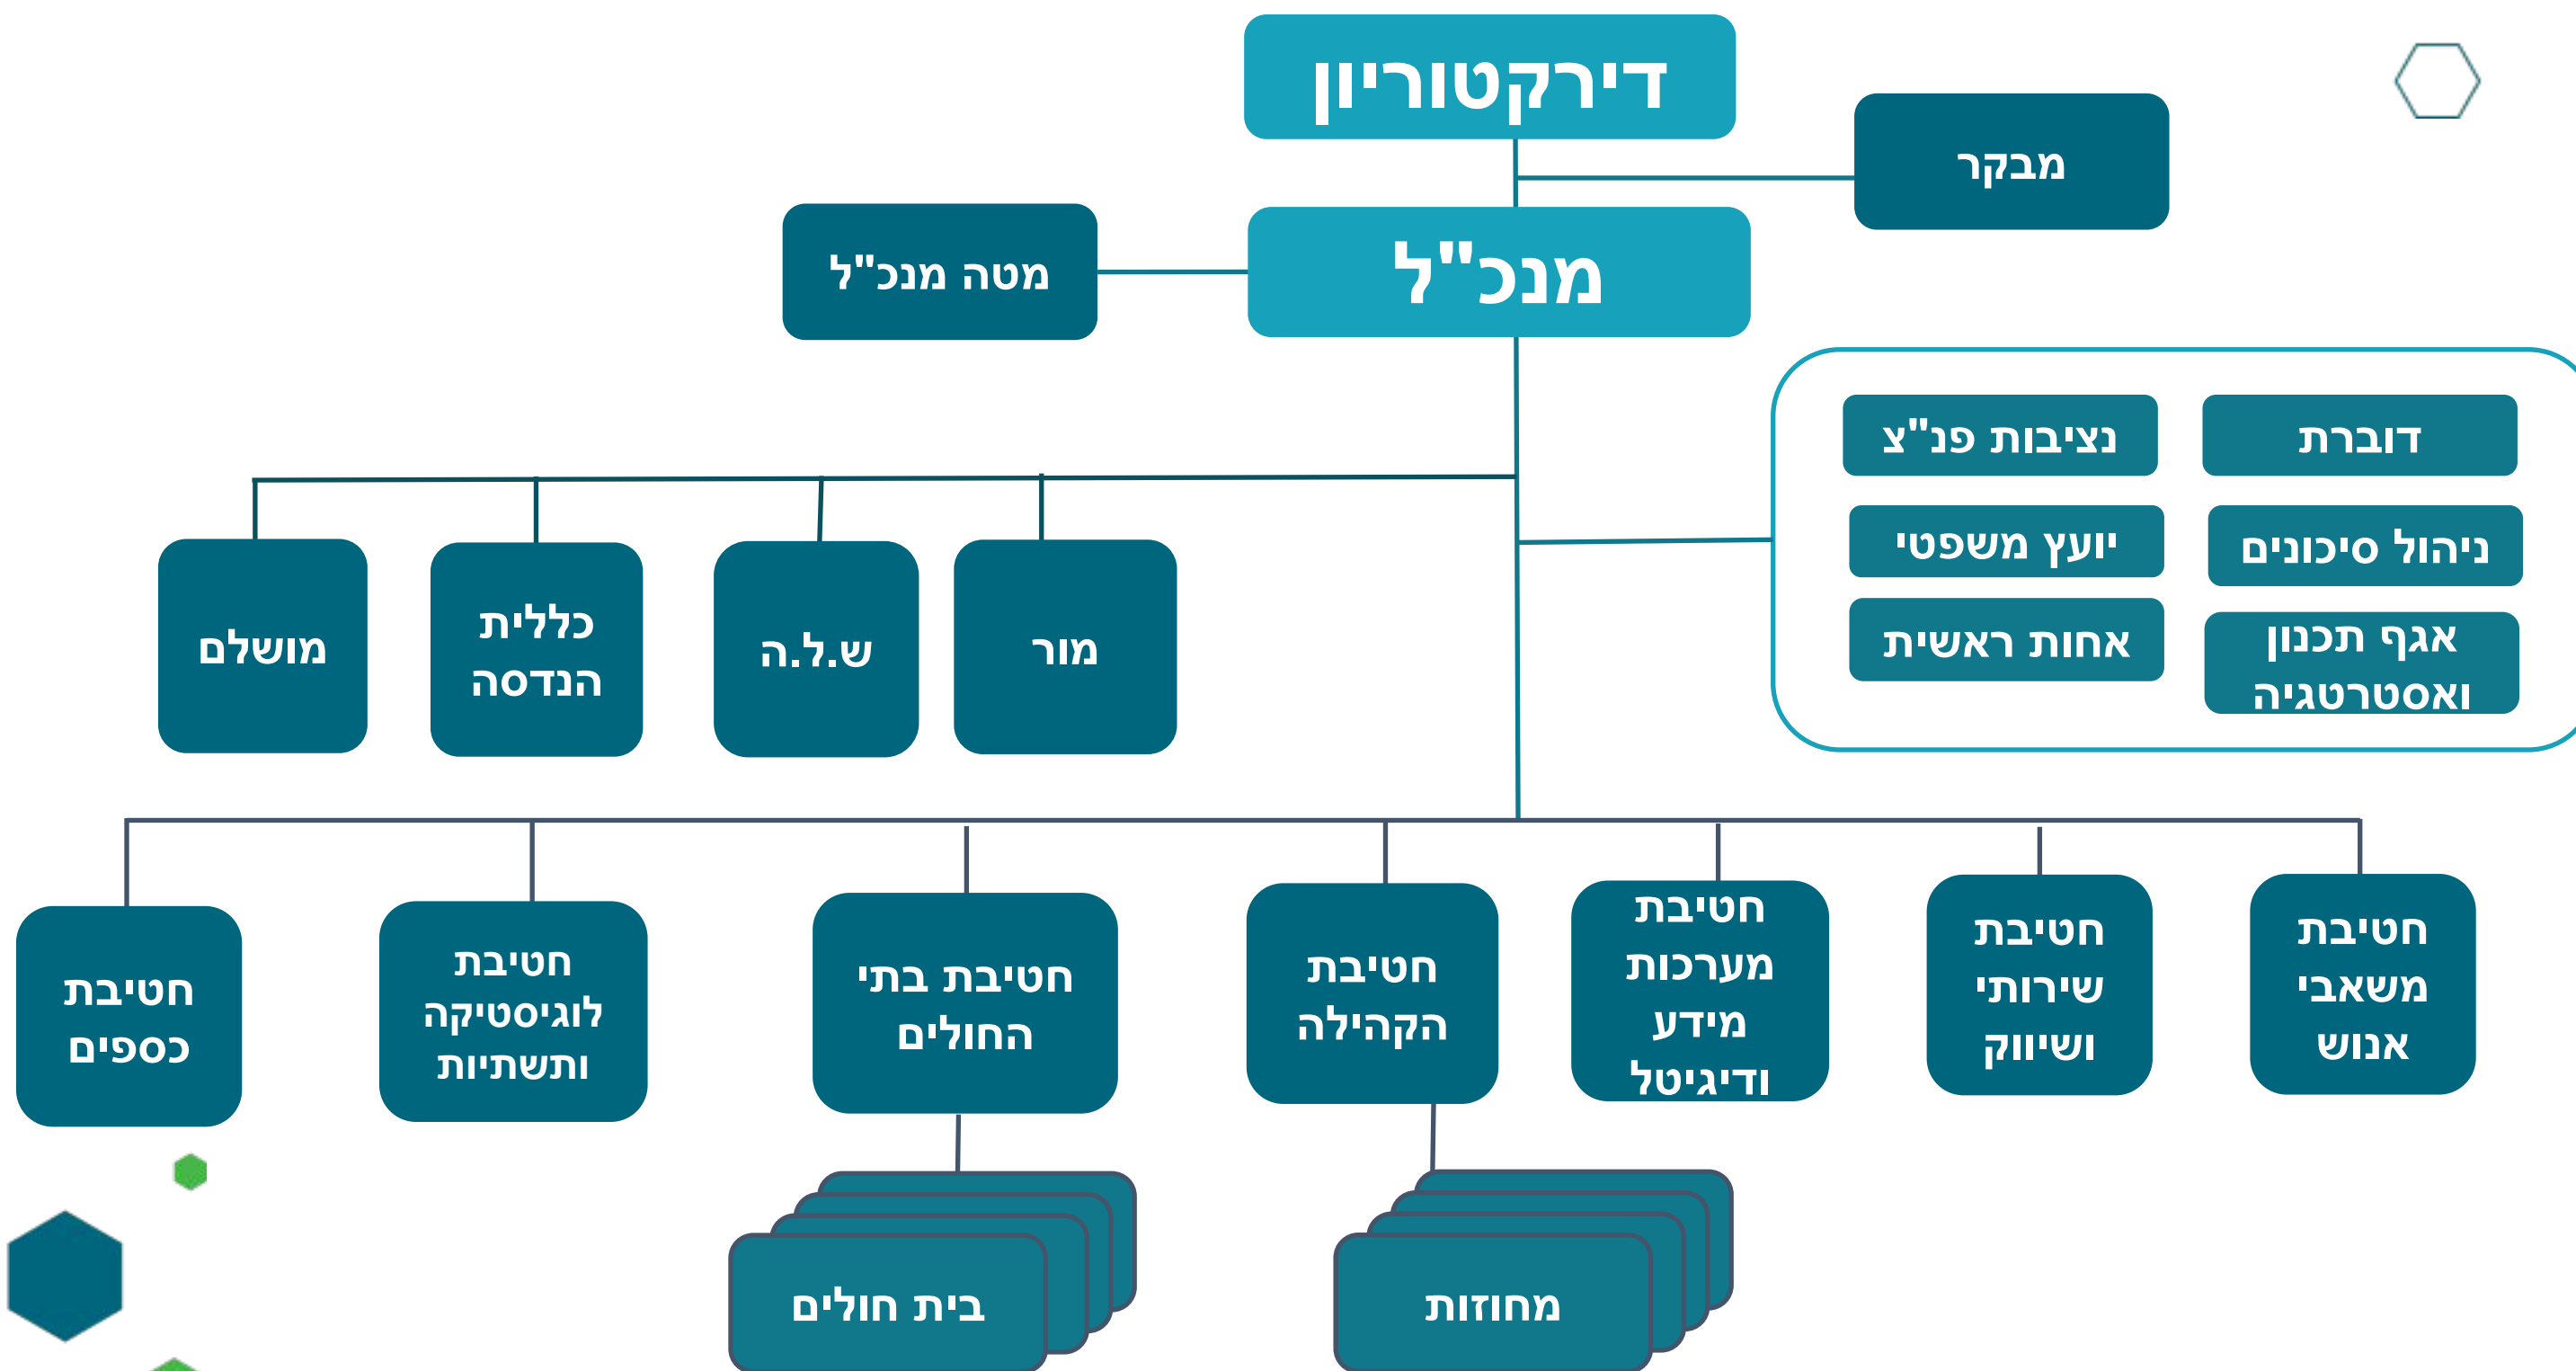 דירקטוריון
מבקר
מנכ"ל
מטה מנכ"ל
דוברת
נציבות פנ"צ
ניהול סיכונים
יועץ משפטי
אגף תכנון
ואסטרטגיה
אחות ראשית
מור
ש.ל.ה
כללית
הנדסה
מושלם
חטיבת
משאבי
אנוש
חטיבת
שירותי
ושיווק
חטיבת
מערכות
מידע
ודיגיטל
חטיבת
הקהילה
חטיבת בתי
החולים
חטיבת
לוגיסטיקה
ותשתיות
חטיבת
כספים
מחוזות
בית חולים